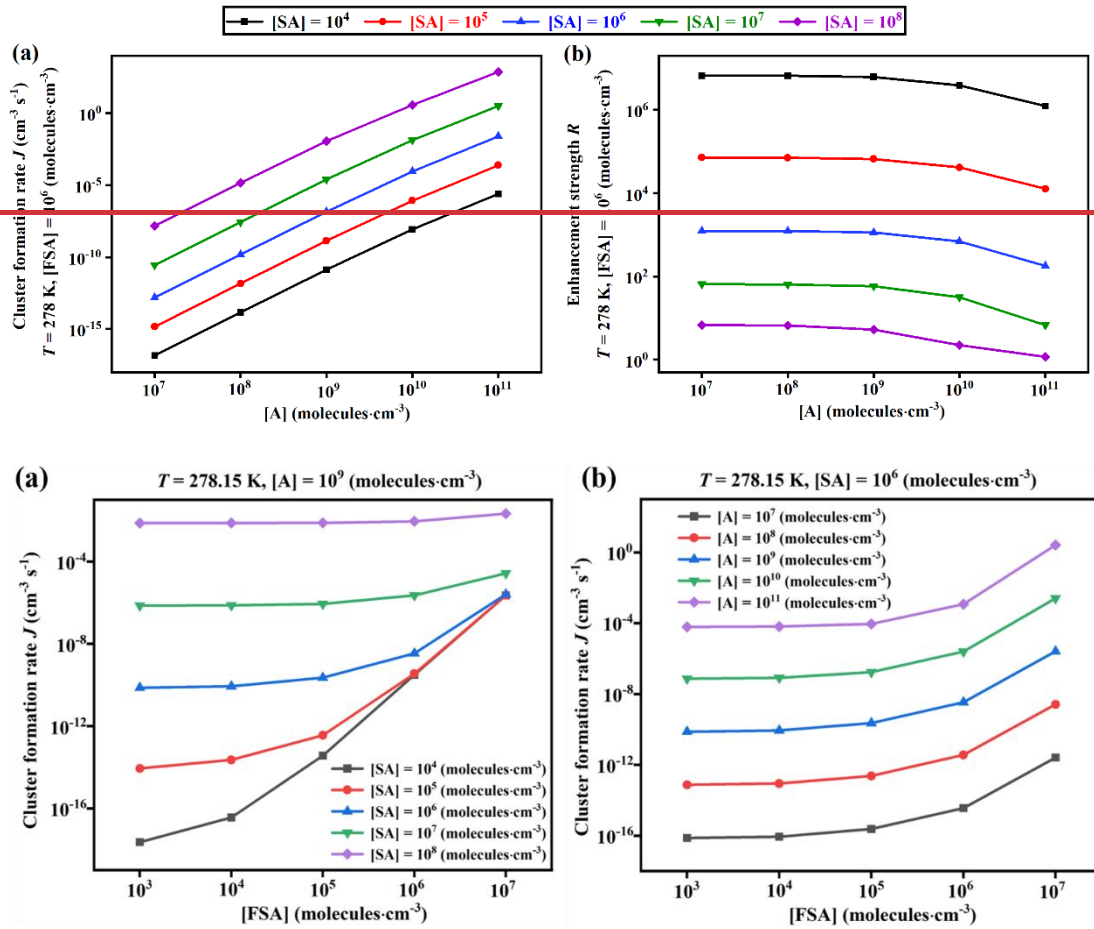 [SA] = 10⁴ [SA] = 10⁵ [SA] = 10⁶ [SA] = 10⁷ [SA] = 10⁸
(a)
Cluster formation rate J (cm⁻³ s⁻¹)
T = 278 K, [FSA] = 10⁶ (molecules·cm⁻³)
10⁰
10⁻⁵
10⁻¹⁰
10⁻¹⁵
10⁷ 10⁸ 10⁹ 10¹⁰ 10¹¹
[A] (molecules·cm⁻³)
(b)
Enhancement strength R
T = 278 K, [FSA] = 10⁶ (molecules·cm⁻³)
10⁶
10⁴
10²
10⁰
10⁷ 10⁸ 10⁹ 10¹⁰ 10¹¹
[A] (molecules·cm⁻³)
(a)
T = 278.15 K, [A] = 10⁹ (molecules·cm⁻³)
Cluster formation rate J (cm⁻³ s⁻¹)
10⁻⁴
10⁻⁸
10⁻¹²
10⁻¹⁶
[SA] = 10⁴ (molecules·cm⁻³)
[SA] = 10⁵ (molecules·cm⁻³)
[SA] = 10⁶ (molecules·cm⁻³)
[SA] = 10⁷ (molecules·cm⁻³)
[SA] = 10⁸ (molecules·cm⁻³)
10³ 10⁴ 10⁵ 10⁶ 10⁷
[FSA] (molecules·cm⁻³)
(b)
T = 278.15 K, [SA] = 10⁶ (molecules·cm⁻³)
Cluster formation rate J (cm⁻³ s⁻¹)
[A] = 10⁷ (molecules·cm⁻³)
[A] = 10⁸ (molecules·cm⁻³)
[A] = 10⁹ (molecules·cm⁻³)
[A] = 10¹⁰ (molecules·cm⁻³)
[A] = 10¹¹ (molecules·cm⁻³)
10⁰
10⁻⁴
10⁻⁸
10⁻¹²
10⁻¹⁶
10³ 10⁴ 10⁵ 10⁶ 10⁷
[FSA] (molecules·cm⁻³)